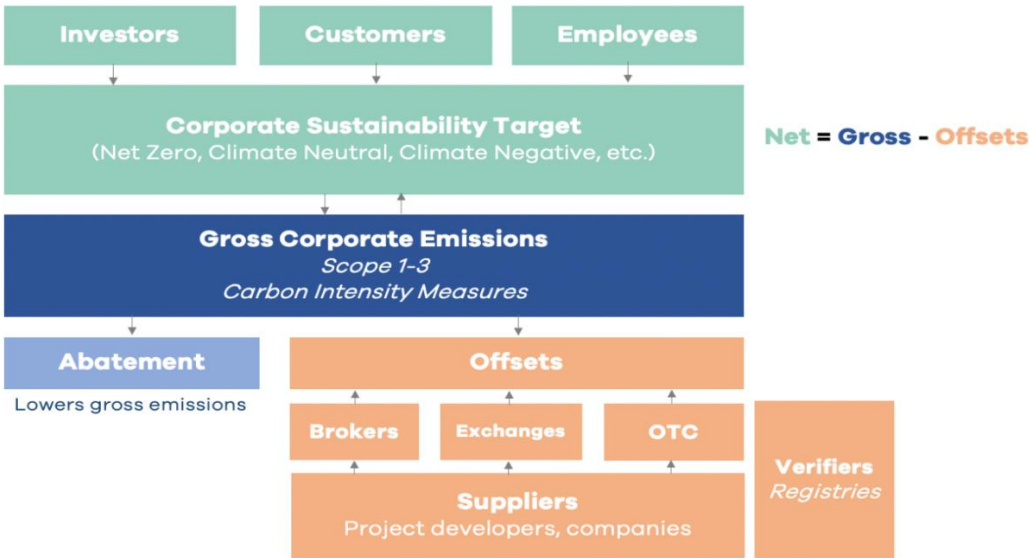 Investors
Customers
Employees
Corporate Sustainability Target
(Net Zero, Climate Neutral, Climate Negative, etc.)
Net = Gross - Offsets
Gross Corporate Emissions
Scope 1-3
Carbon Intensity Measures
Abatement
Lowers gross emissions
Offsets
Brokers
Exchanges
OTC
Suppliers
Project developers, companies
Verifiers
Registries